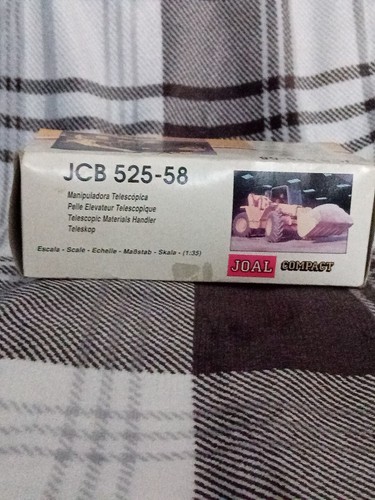 JCB 525-58
Manipuladora Telescópica
Pelle Elevateur Telescopique
Telescopic Materials Handler
Teleskop
Escala - Scale - Echelle - Maßstab - Skala - (1:35)
JOAL COMPACT